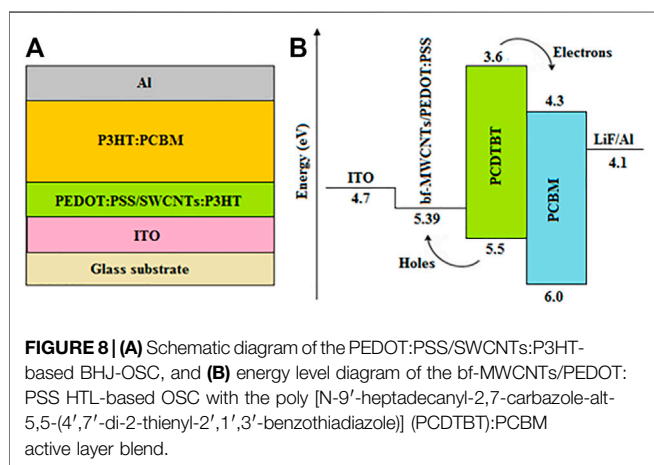 A
Al
P3HT:PCBM
PEDOT:PSS/SWCNTs:P3HT
ITO
Glass substrate
B
Energy (eV)
ITO
4.7
bf-MWCNTs/PEDOT:PSS
5.39
3.6
PCDTBT
5.5
Electrons
4.3
PCBM
6.0
LiF/Al
4.1
Holes
FIGURE 8 | (A) Schematic diagram of the PEDOT:PSS/SWCNTs:P3HT-
based BHJ-OSC, and (B) energy level diagram of the bf-MWCNTs/PEDOT:
PSS HTL-based OSC with the poly [N-9′-heptadecanyl-2,7-carbazole-alt-
5,5-(4′,7′-di-2-thienyl-2′,1′,3′-benzothiadiazole)] (PCDTBT):PCBM
active layer blend.